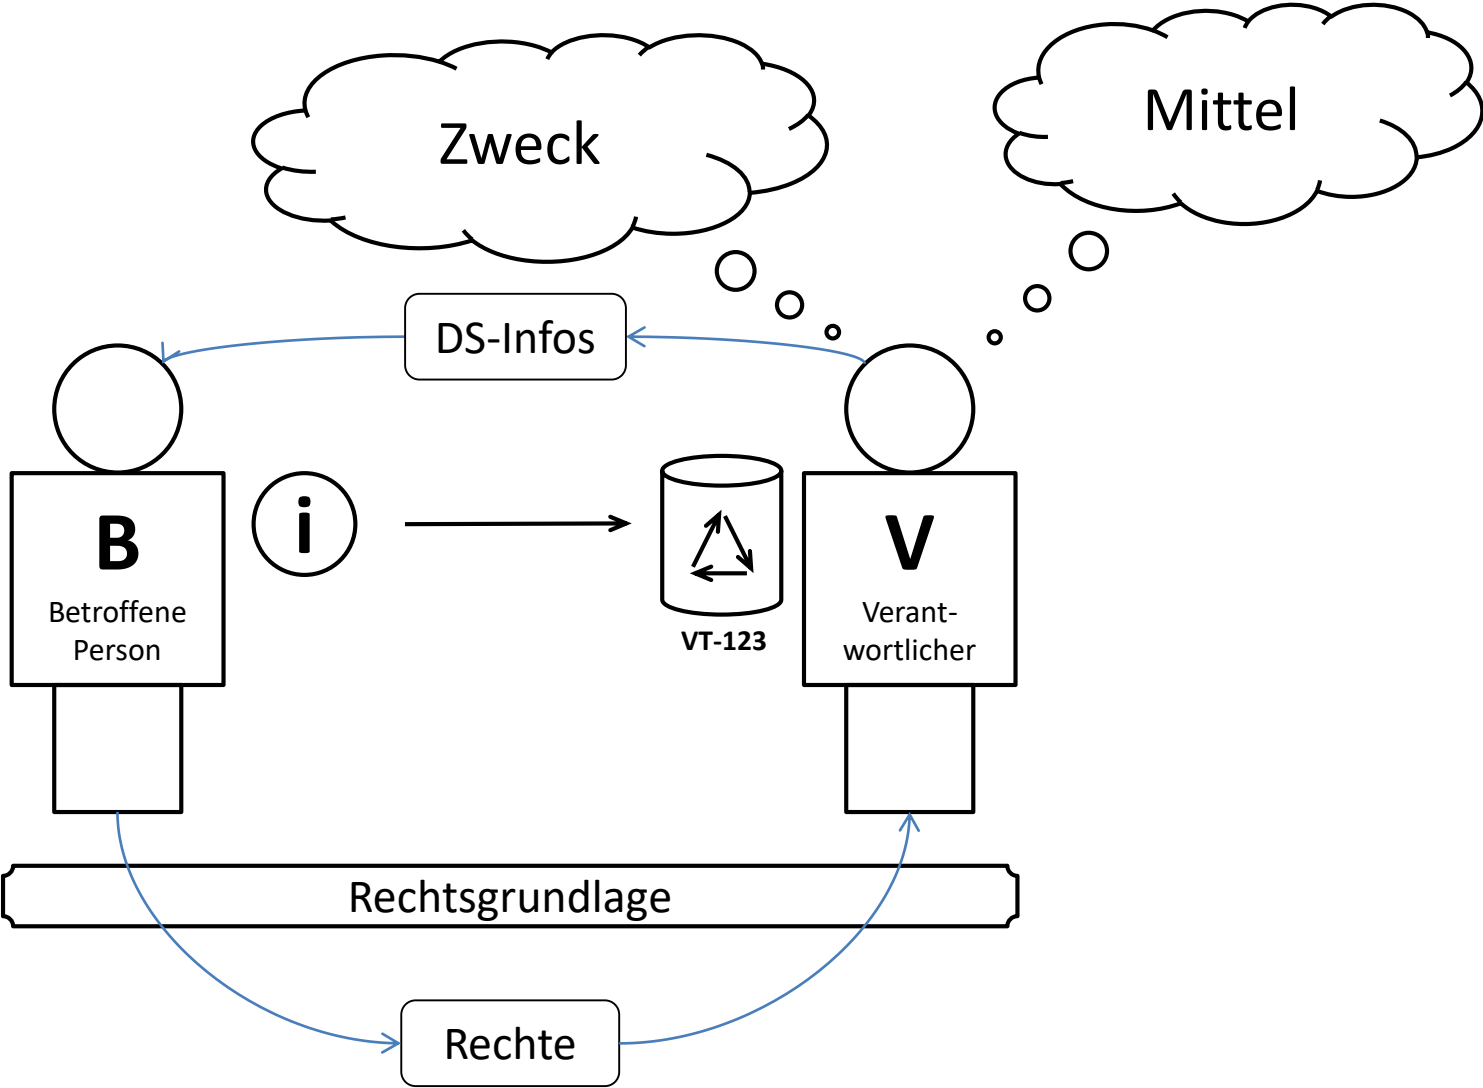 Zweck
Mittel
DS-Infos
B
Betroffene
Person
i
VT-123
V
Verant-
wortlicher
Rechtsgrundlage
Rechte